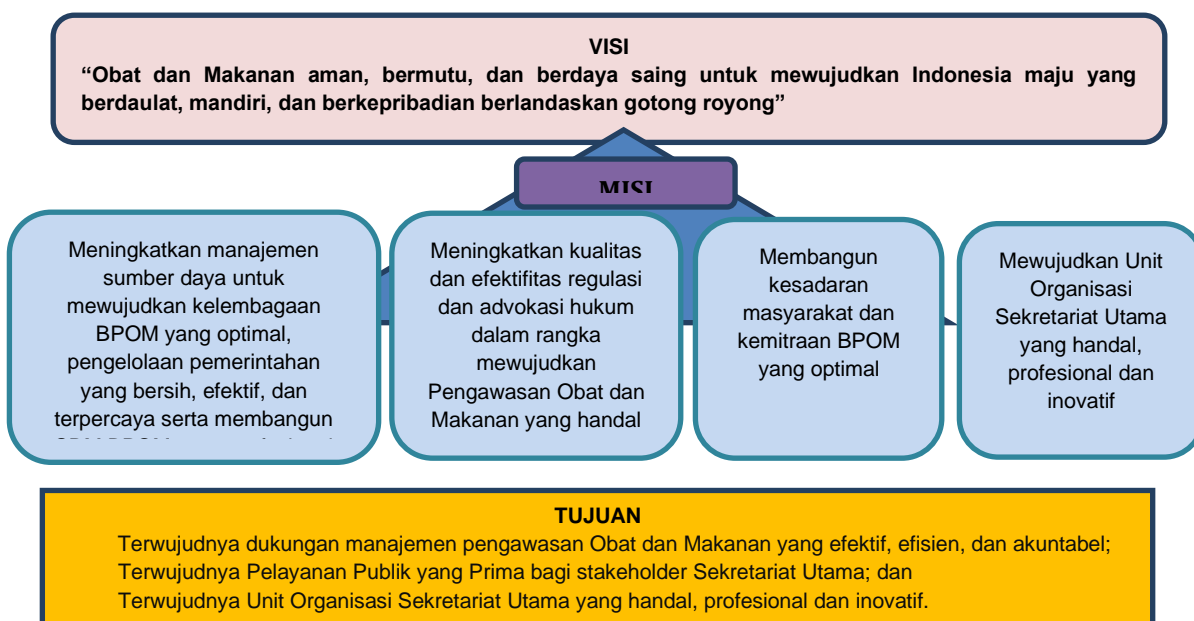 VISI
“Obat dan Makanan aman, bermutu, dan berdaya saing untuk mewujudkan Indonesia maju yang
berdaulat, mandiri, dan berkepribadian berlandaskan gotong royong”
MISI
Meningkatkan manajemen
sumber daya untuk
mewujudkan kelembagaan
BPOM yang optimal,
pengelolaan pemerintahan
yang bersih, efektif, dan
terpercaya serta membangun
Meningkatkan kualitas
dan efektifitas regulasi
dan advokasi hukum
dalam rangka
mewujudkan
Pengawasan Obat dan
Makanan yang handal
Membangun
kesadaran
masyarakat dan
kemitraan BPOM
yang optimal
Mewujudkan Unit
Organisasi
Sekretariat Utama
yang handal,
profesional dan
inovatif
TUJUAN
Terwujudnya dukungan manajemen pengawasan Obat dan Makanan yang efektif, efisien, dan akuntabel;
Terwujudnya Pelayanan Publik yang Prima bagi stakeholder Sekretariat Utama; dan
Terwujudnya Unit Organisasi Sekretariat Utama yang handal, profesional dan inovatif.